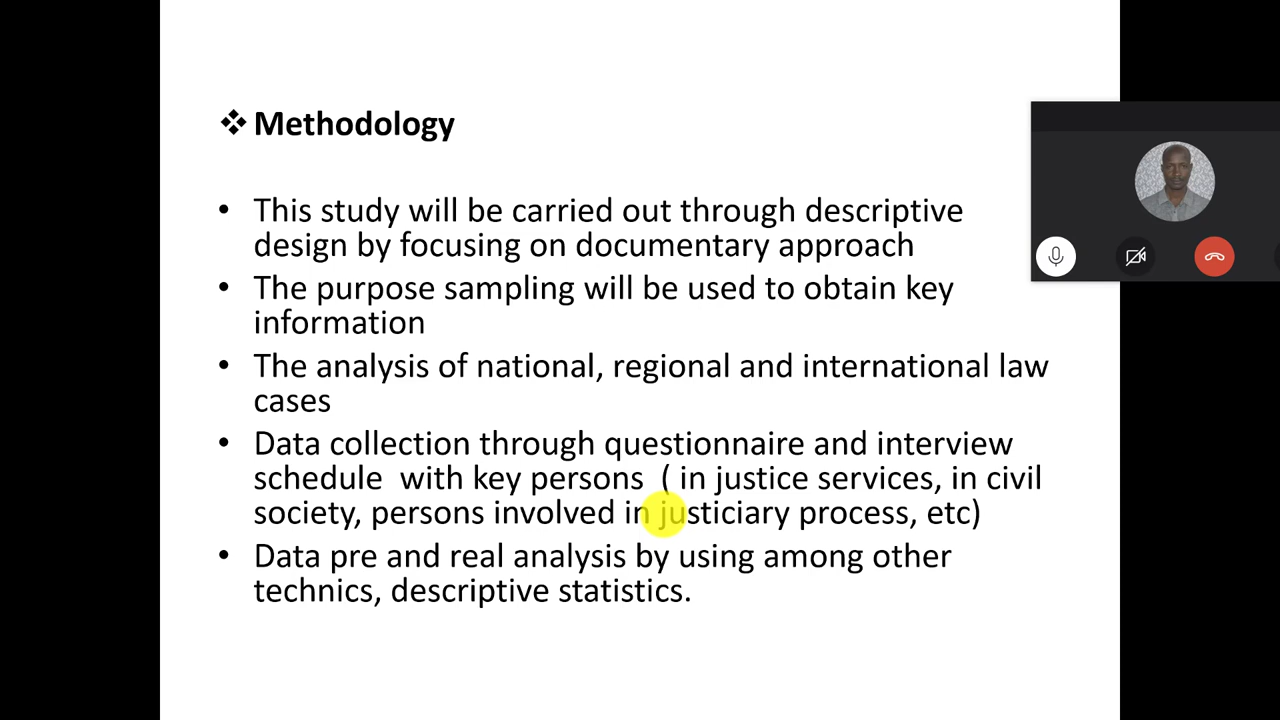 Methodology
• This study will be carried out through descriptive
design by focusing on documentary approach
• The purpose sampling will be used to obtain key
information
• The analysis of national, regional and international law
cases
• Data collection through questionnaire and interview
schedule  with key persons  ( in justice services, in civil
society, persons involved in justiciary process, etc)
• Data pre and real analysis by using among other
technics, descriptive statistics.